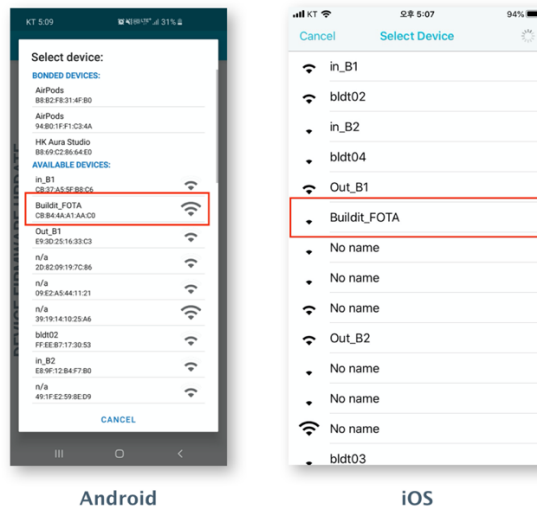 KT 5:09
31%
Select device:
BONDED DEVICES:
AirPods
B8:B2:F8:31:4F:B0
AirPods
94:B0:1F:F1:C3:4A
HK Aura Studio
B8:69:C2:86:64:E0
AVAILABLE DEVICES:
in_B1
CB:37:A5:5F:B8:C6
Buildit_FOTA
CB:B4:4A:A1:AA:C0
Out_B1
E9:3D:25:16:33:C3
n/a
2D:82:09:19:7C:86
n/a
09:E2:A5:44:11:21
n/a
39:19:14:10:25:A6
bldt02
FF:EE:B7:17:30:53
in_B2
E8:9F:12:B4:F7:B0
n/a
49:1F:E2:59:8E:D9
CANCEL
DEVICE FIRMWARE UPDATE
Android
KT 오후 5:07 94%
Cancel Select Device
in_B1
bldt02
in_B2
bldt04
Out_B1
Buildit_FOTA
No name
No name
No name
Out_B2
No name
No name
No name
bldt03
iOS